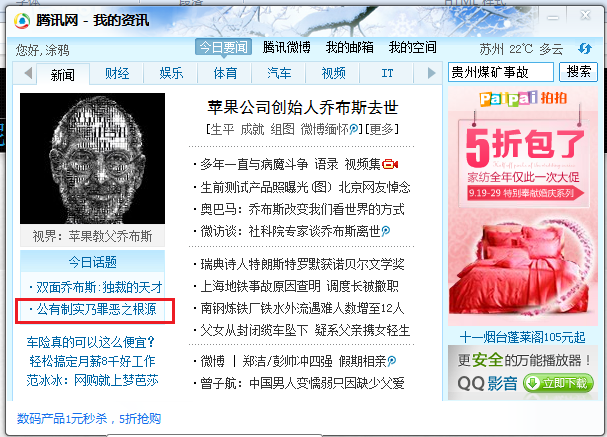 腾讯网 - 我的资讯
您好, 涂鸦
今日要闻 腾讯微博 我的邮箱 我的空间
苏州 22℃ 多云
新闻 财经 娱乐 体育 汽车 视频 IT
贵州煤矿事故 搜索
视界: 苹果教父乔布斯
今日话题
· 双面乔布斯:独裁的天才
· 公有制实乃罪恶之根源
车险真的可以这么便宜?
轻松搞定月薪8千好工作
范冰冰: 网购就上梦芭莎
苹果公司创始人乔布斯去世
[生平 成就 组图 微博缅怀][更多]
· 多年一直与病魔斗争 语录 视频集
· 生前测试产品照曝光(图) 北京网友悼念
· 奥巴马: 乔布斯改变我们看世界的方式
· 微访谈: 社科院专家谈乔布斯离世
· 瑞典诗人特朗斯特罗默获诺贝尔文学奖
· 上海地铁事故原因查明 调度长被撤职
· 南钢炼铁厂铁水外流遇难人数增至12人
· 父女从封闭缆车坠下 疑系父亲携女轻生
· 微博 | 郑洁/彭帅冲四强 假期相亲
· 曾子航: 中国男人变懦弱只因缺少父爱
PaiPai 拍拍
5折包了
家纺全年仅此一次大促
9.19-29 特别奉献婚庆系列
十一烟台蓬莱阁105元起
更安全的万能播放器!
QQ影音 立即下载
数码产品1元秒杀，5折抢购